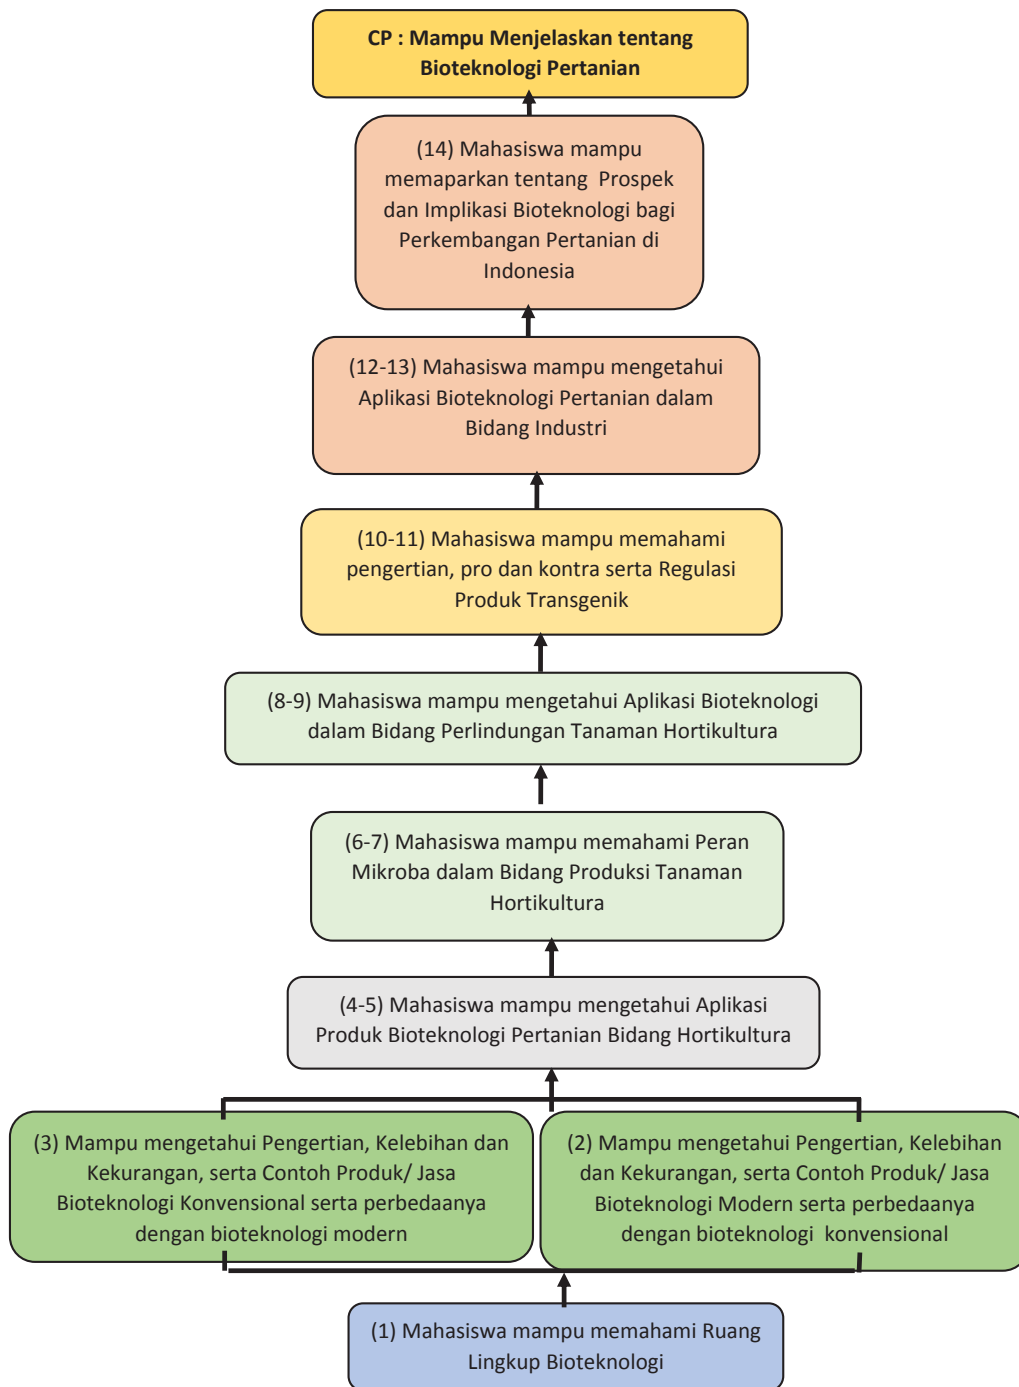 CP : Mampu Menjelaskan tentang
Bioteknologi Pertanian
(14) Mahasiswa mampu
memaparkan tentang Prospek
dan Implikasi Bioteknologi bagi
Perkembangan Pertanian di
Indonesia
(12-13) Mahasiswa mampu mengetahui
Aplikasi Bioteknologi Pertanian dalam
Bidang Industri
(10-11) Mahasiswa mampu memahami
pengertian, pro dan kontra serta Regulasi
Produk Transgenik
(8-9) Mahasiswa mampu mengetahui Aplikasi Bioteknologi
dalam Bidang Perlindungan Tanaman Hortikultura
(6-7) Mahasiswa mampu memahami Peran
Mikroba dalam Bidang Produksi Tanaman
Hortikultura
(4-5) Mahasiswa mampu mengetahui Aplikasi
Produk Bioteknologi Pertanian Bidang Hortikultura
(3) Mampu mengetahui Pengertian, Kelebihan dan
Kekurangan, serta Contoh Produk/ Jasa
Bioteknologi Konvensional serta perbedaanya
dengan bioteknologi modern
(2) Mampu mengetahui Pengertian, Kelebihan
dan Kekurangan, serta Contoh Produk/ Jasa
Bioteknologi Modern serta perbedaanya
dengan bioteknologi konvensional
(1) Mahasiswa mampu memahami Ruang
Lingkup Bioteknologi